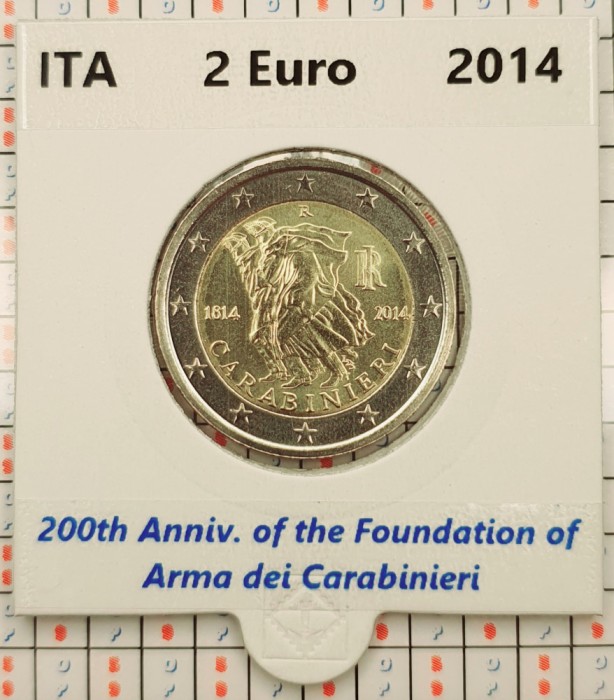 ITA 2 Euro 2014
R
RI
1814 2014
CARABINIERI
200th Anniv. of the Foundation of
Arma dei Carabinieri